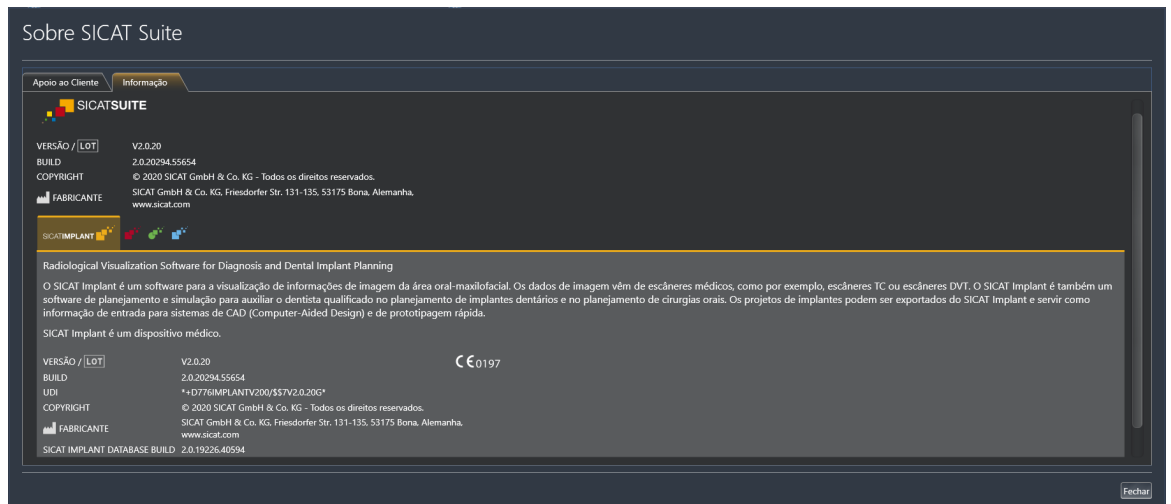 Sobre SICAT Suite
Apoio ao Cliente
Informação
SICATSUITE
VERSÃO / LOT V2.0.20
BUILD 2.0.20294.55654
COPYRIGHT © 2020 SICAT GmbH & Co. KG - Todos os direitos reservados.
FABRICANTE SICAT GmbH & Co. KG, Friesdorfer Str. 131-135, 53175 Bona, Alemanha,
www.sicat.com
SICATIMPLANT
Radiological Visualization Software for Diagnosis and Dental Implant Planning
O SICAT Implant é um software para a visualização de informações de imagem da área oral-maxilofacial. Os dados de imagem vêm de escâneres médicos, como por exemplo, escâneres TC ou escâneres DVT. O SICAT Implant é também um
software de planejamento e simulação para auxiliar o dentista qualificado no planejamento de implantes dentários e no planejamento de cirurgias orais. Os projetos de implantes podem ser exportados do SICAT Implant e servir como
informação de entrada para sistemas de CAD (Computer-Aided Design) e de prototipagem rápida.
SICAT Implant é um dispositivo médico.
VERSÃO / LOT V2.0.20 CE0197
BUILD 2.0.20294.55654
UDI *+D776IMPLANTV200/$$7V2.0.20G*
COPYRIGHT © 2020 SICAT GmbH & Co. KG - Todos os direitos reservados.
FABRICANTE SICAT GmbH & Co. KG, Friesdorfer Str. 131-135, 53175 Bona, Alemanha,
www.sicat.com
SICAT IMPLANT DATABASE BUILD 2.0.19226.40594
Fechar